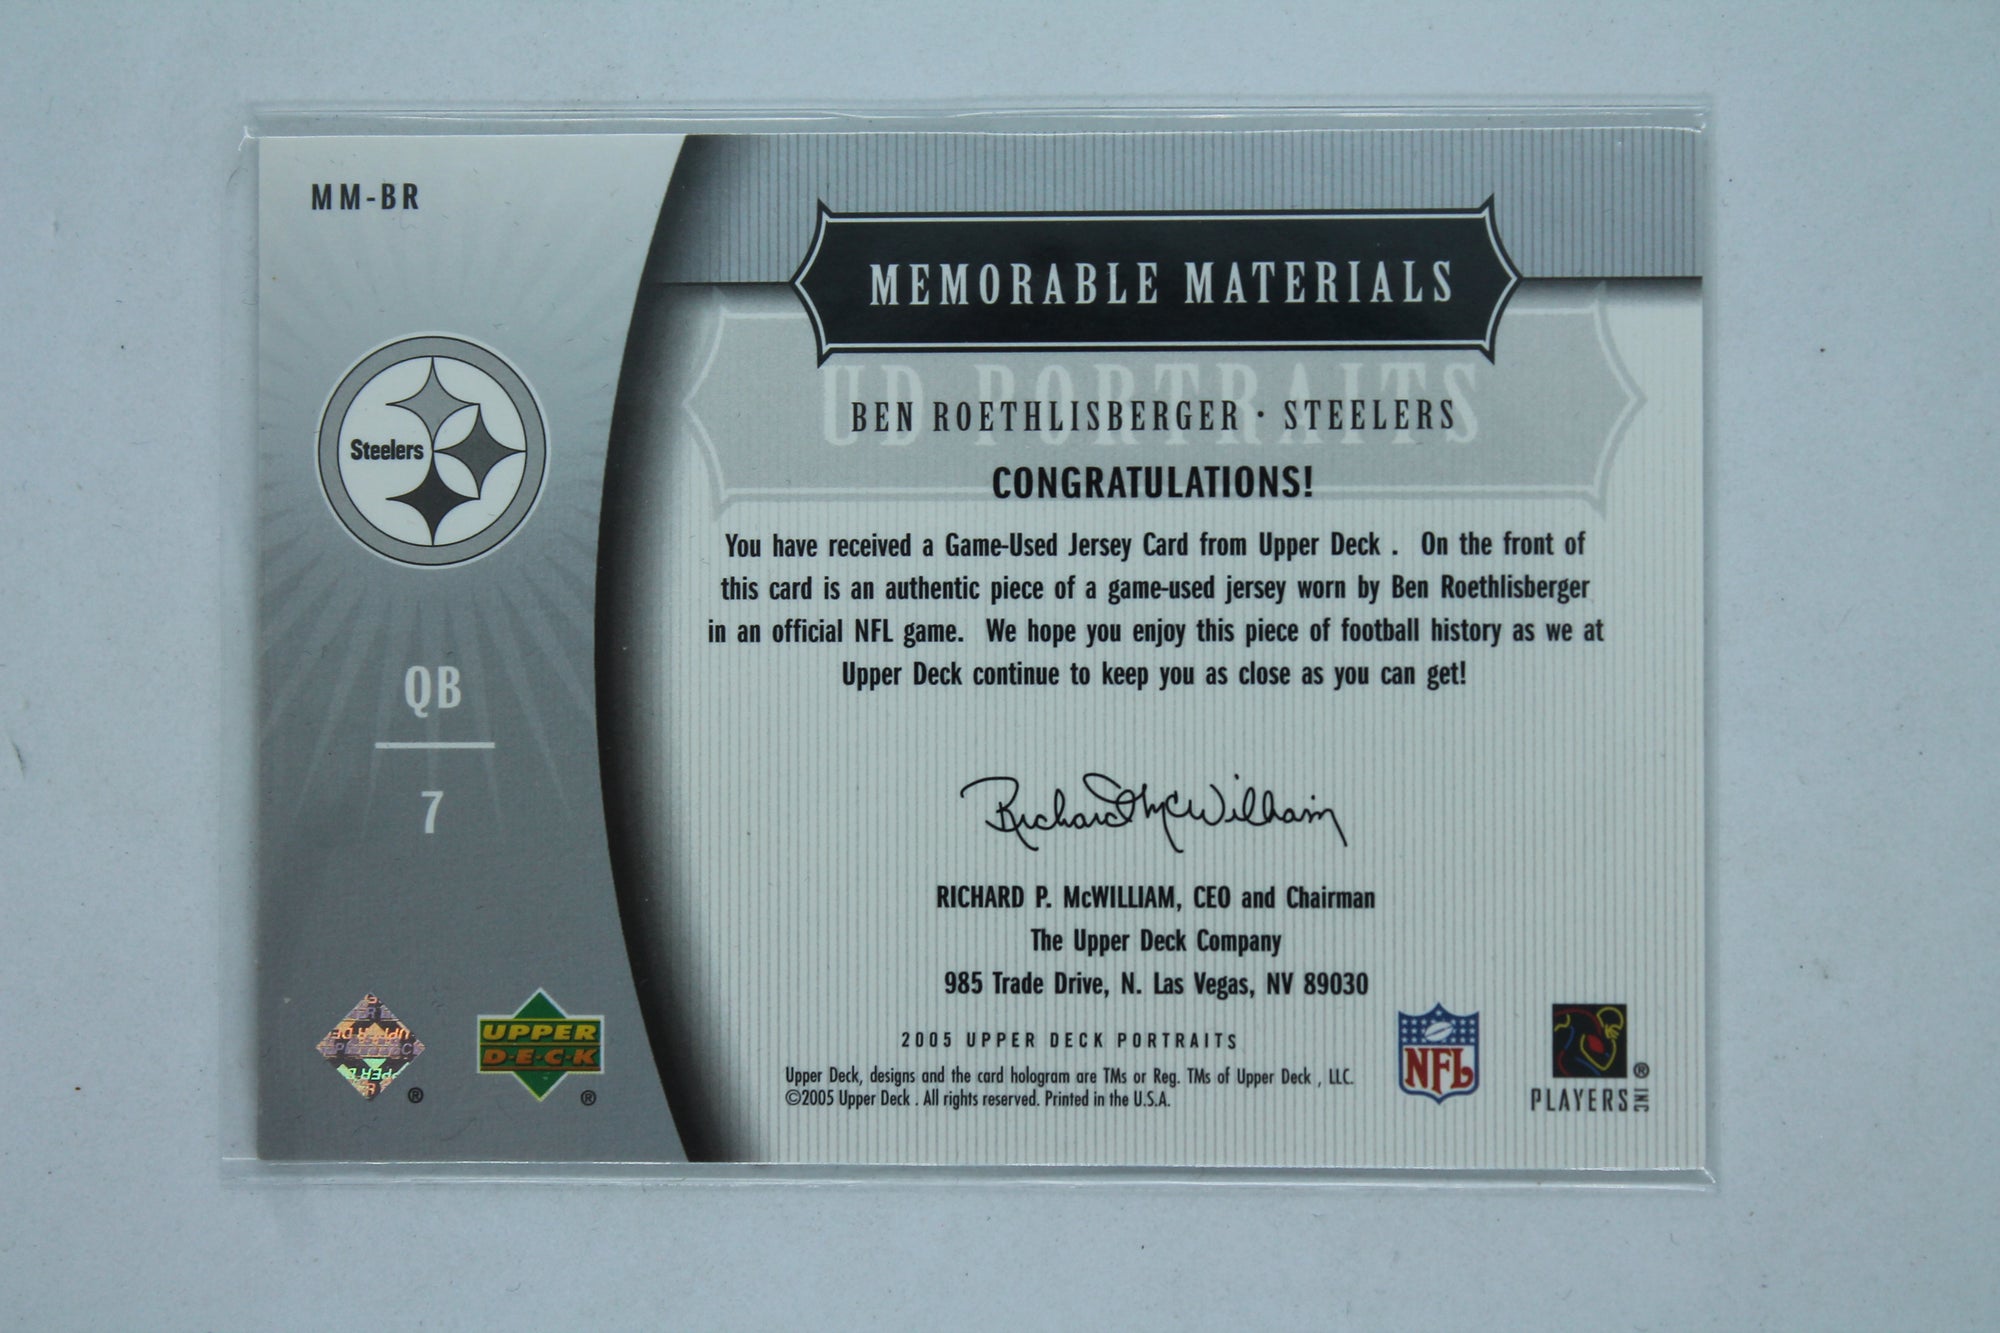 MM-BR
MEMORABLE MATERIALS
UD PORTRAITS
BEN ROETHLISBERGER · STEELERS
CONGRATULATIONS!
You have received a Game-Used Jersey Card from Upper Deck .  On the front of
this card is an authentic piece of a game-used jersey worn by Ben Roethlisberger
in an official NFL game.  We hope you enjoy this piece of football history as we at
Upper Deck continue to keep you as close as you can get!
Steelers
QB
7
Richard McWilliam
RICHARD P. McWILLIAM, CEO and Chairman
The Upper Deck Company
985 Trade Drive, N. Las Vegas, NV 89030
2005 UPPER DECK PORTRAITS
Upper Deck, designs and the card hologram are TMs or Reg. TMs of Upper Deck , LLC.
©2005 Upper Deck . All rights reserved. Printed in the U.S.A.
®
UPPER
D·E·C·K
®
NFL
PLAYERS INC ®